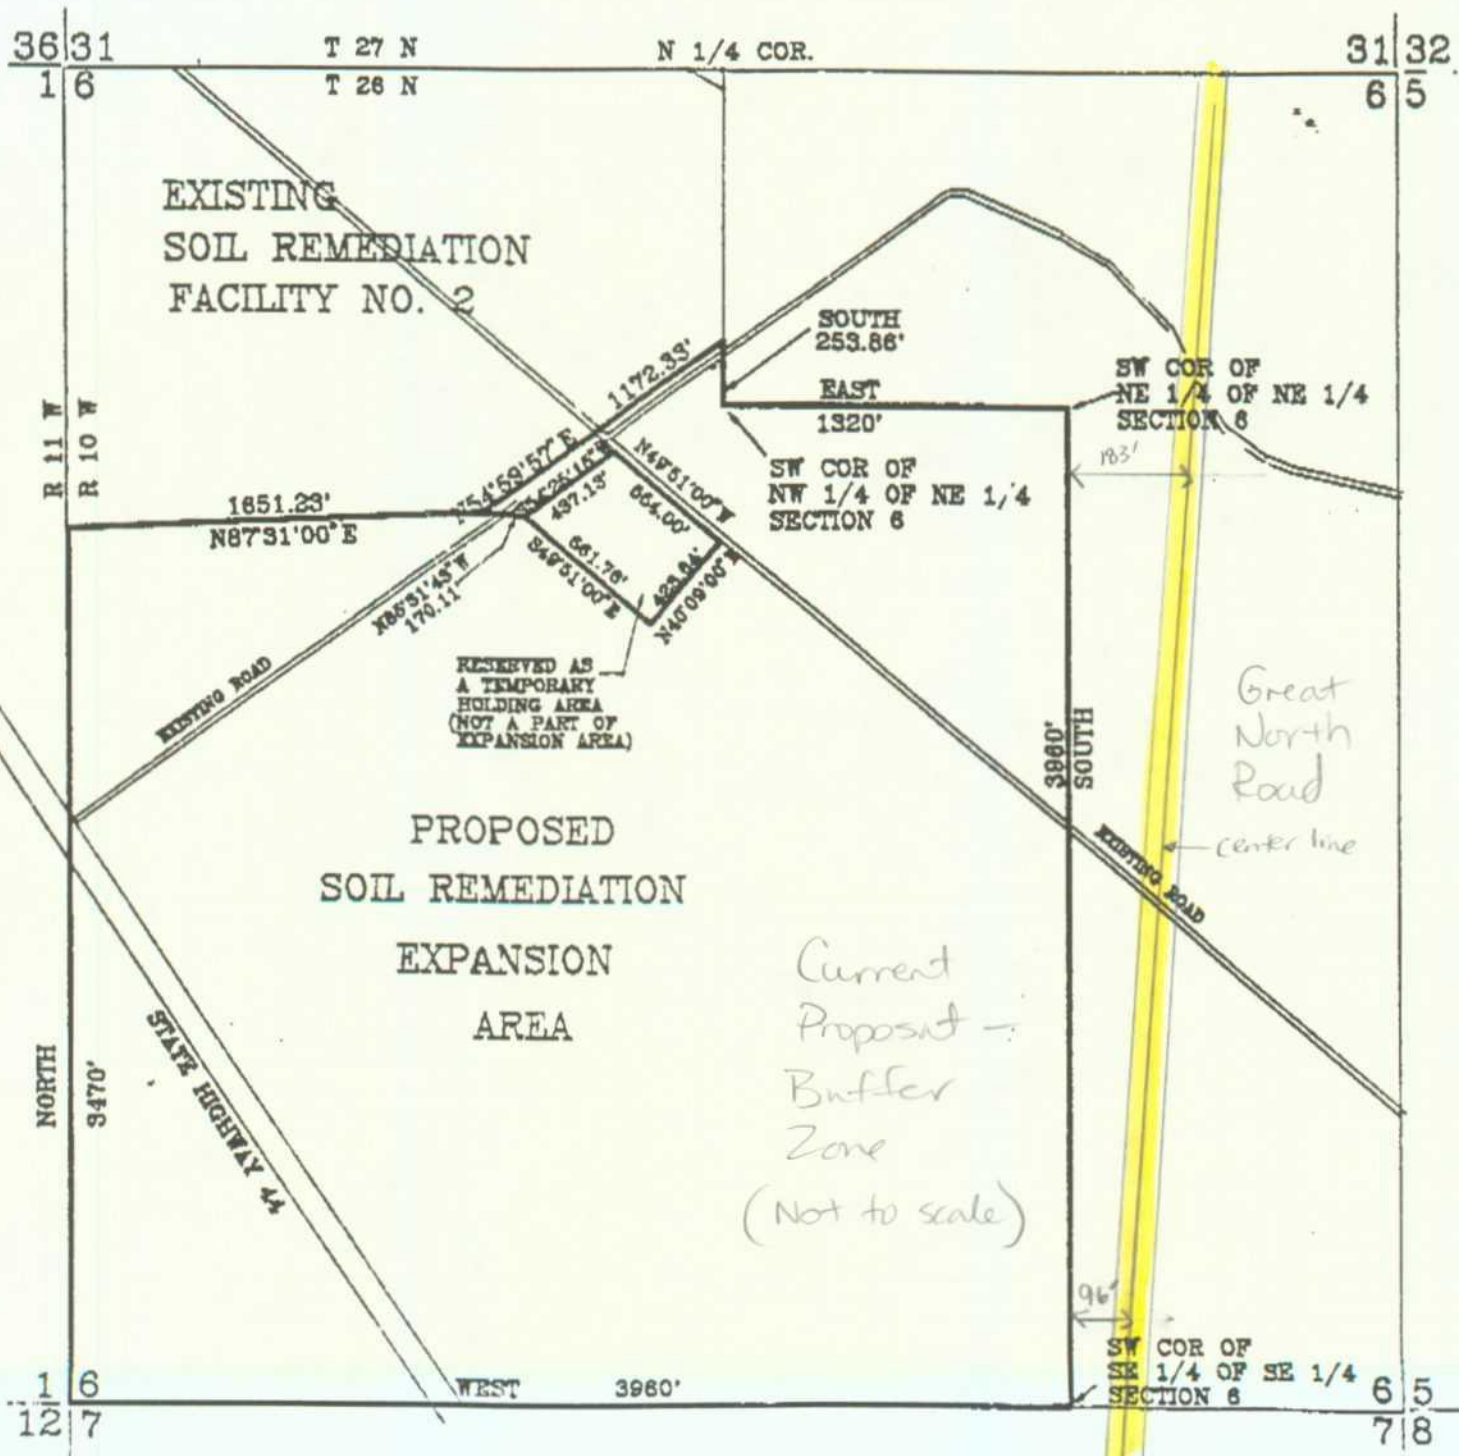 36 31
T 27 N
N 1/4 COR.
31 32
1 6
T 26 N
6 5
EXISTING
SOIL REMEDIATION
FACILITY NO. 2
R 11 W
R 10 W
1172.33'
SOUTH
253.86'
EAST
1320'
SW COR OF
NE 1/4 OF NE 1/4
SECTION 6
SW COR OF
NW 1/4 OF NE 1/4
SECTION 6
183'
1651.23'
N87°31'00"E
N54°59'57"E
437.13'
N49°51'00"W
664.00'
661.76'
S49°51'00"E
423.64'
N40°09'00"
170.11'
RESERVED AS
A TEMPORARY
HOLDING AREA
(NOT A PART OF
EXPANSION AREA)
EXISTING ROAD
3960'
SOUTH
Great
North
Road
center line
EXISTING ROAD
PROPOSED
SOIL REMEDIATION
EXPANSION
AREA
Current
Proposal -
Buffer
Zone
(Not to scale)
NORTH
3470'
STATE HIGHWAY 44
96'
SW COR OF
SE 1/4 OF SE 1/4
SECTION 6
WEST
3960'
1 6
12 7
6 5
7 8